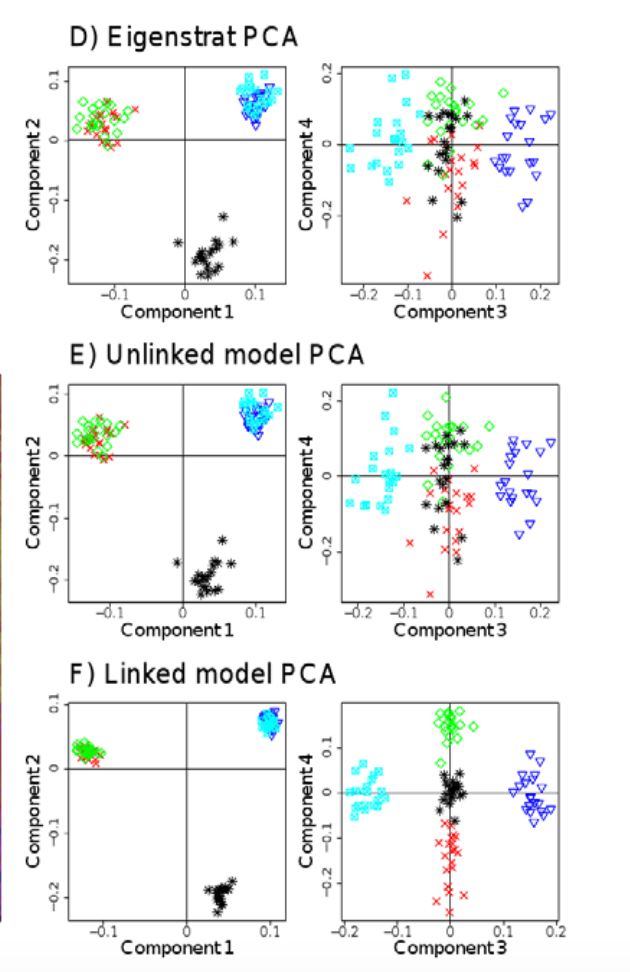 D) Eigenstrat PCA
Component 2
0.1
0
−0.1
−0.2
−0.1 0 0.1
Component 1
Component 4
0.2
0
−0.2
−0.2 −0.1 0 0.1 0.2
Component 3
E) Unlinked model PCA
Component 2
0.1
0
−0.1
−0.2
−0.1 0 0.1
Component 1
Component 4
0.2
0
−0.2
−0.2 −0.1 0 0.1 0.2
Component 3
F) Linked model PCA
Component 2
0.1
0
−0.1
−0.2
−0.1 0 0.1
Component 1
Component 4
0.1
0
−0.1
−0.2
−0.2 −0.1 0 0.1 0.2
Component 3